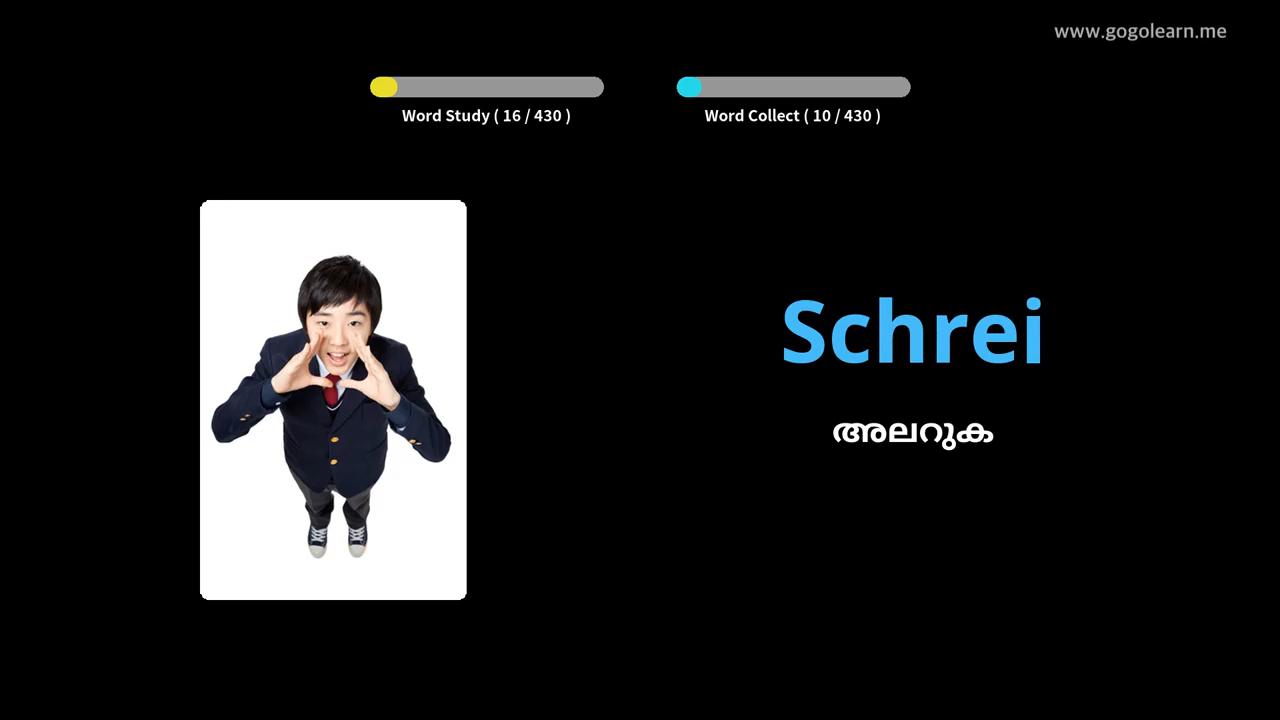 www.gogolearn.me
Word Study ( 16 / 430 )
Word Collect ( 10 / 430 )
Schrei
അലറുക